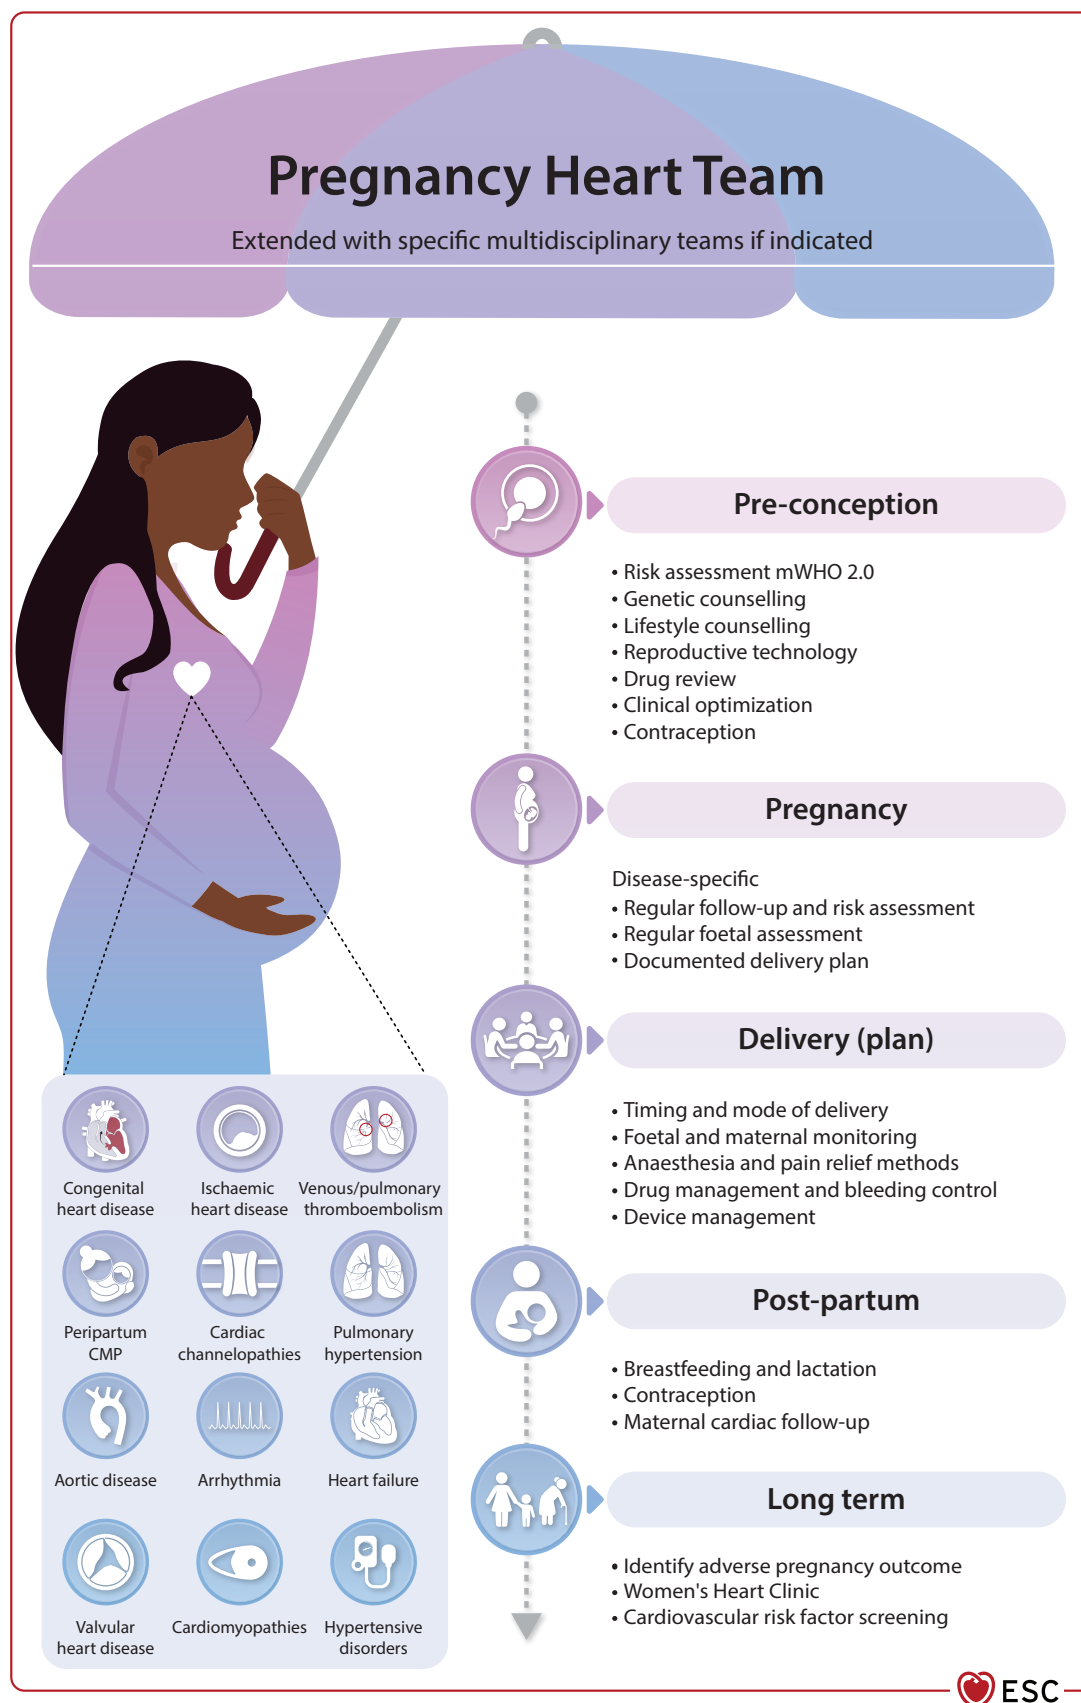 Pregnancy Heart Team
Extended with specific multidisciplinary teams if indicated
Pre-conception
• Risk assessment mWHO 2.0
• Genetic counselling
• Lifestyle counselling
• Reproductive technology
• Drug review
• Clinical optimization
• Contraception
Pregnancy
Disease-specific
• Regular follow-up and risk assessment
• Regular foetal assessment
• Documented delivery plan
Delivery (plan)
• Timing and mode of delivery
• Foetal and maternal monitoring
• Anaesthesia and pain relief methods
• Drug management and bleeding control
• Device management
Post-partum
• Breastfeeding and lactation
• Contraception
• Maternal cardiac follow-up
Long term
• Identify adverse pregnancy outcome
• Women's Heart Clinic
• Cardiovascular risk factor screening
Congenital
heart disease
Ischaemic
heart disease
Venous/pulmonary
thromboembolism
Peripartum
CMP
Cardiac
channelopathies
Pulmonary
hypertension
Aortic disease
Arrhythmia
Heart failure
Valvular
heart disease
Cardiomyopathies
Hypertensive
disorders
ESC